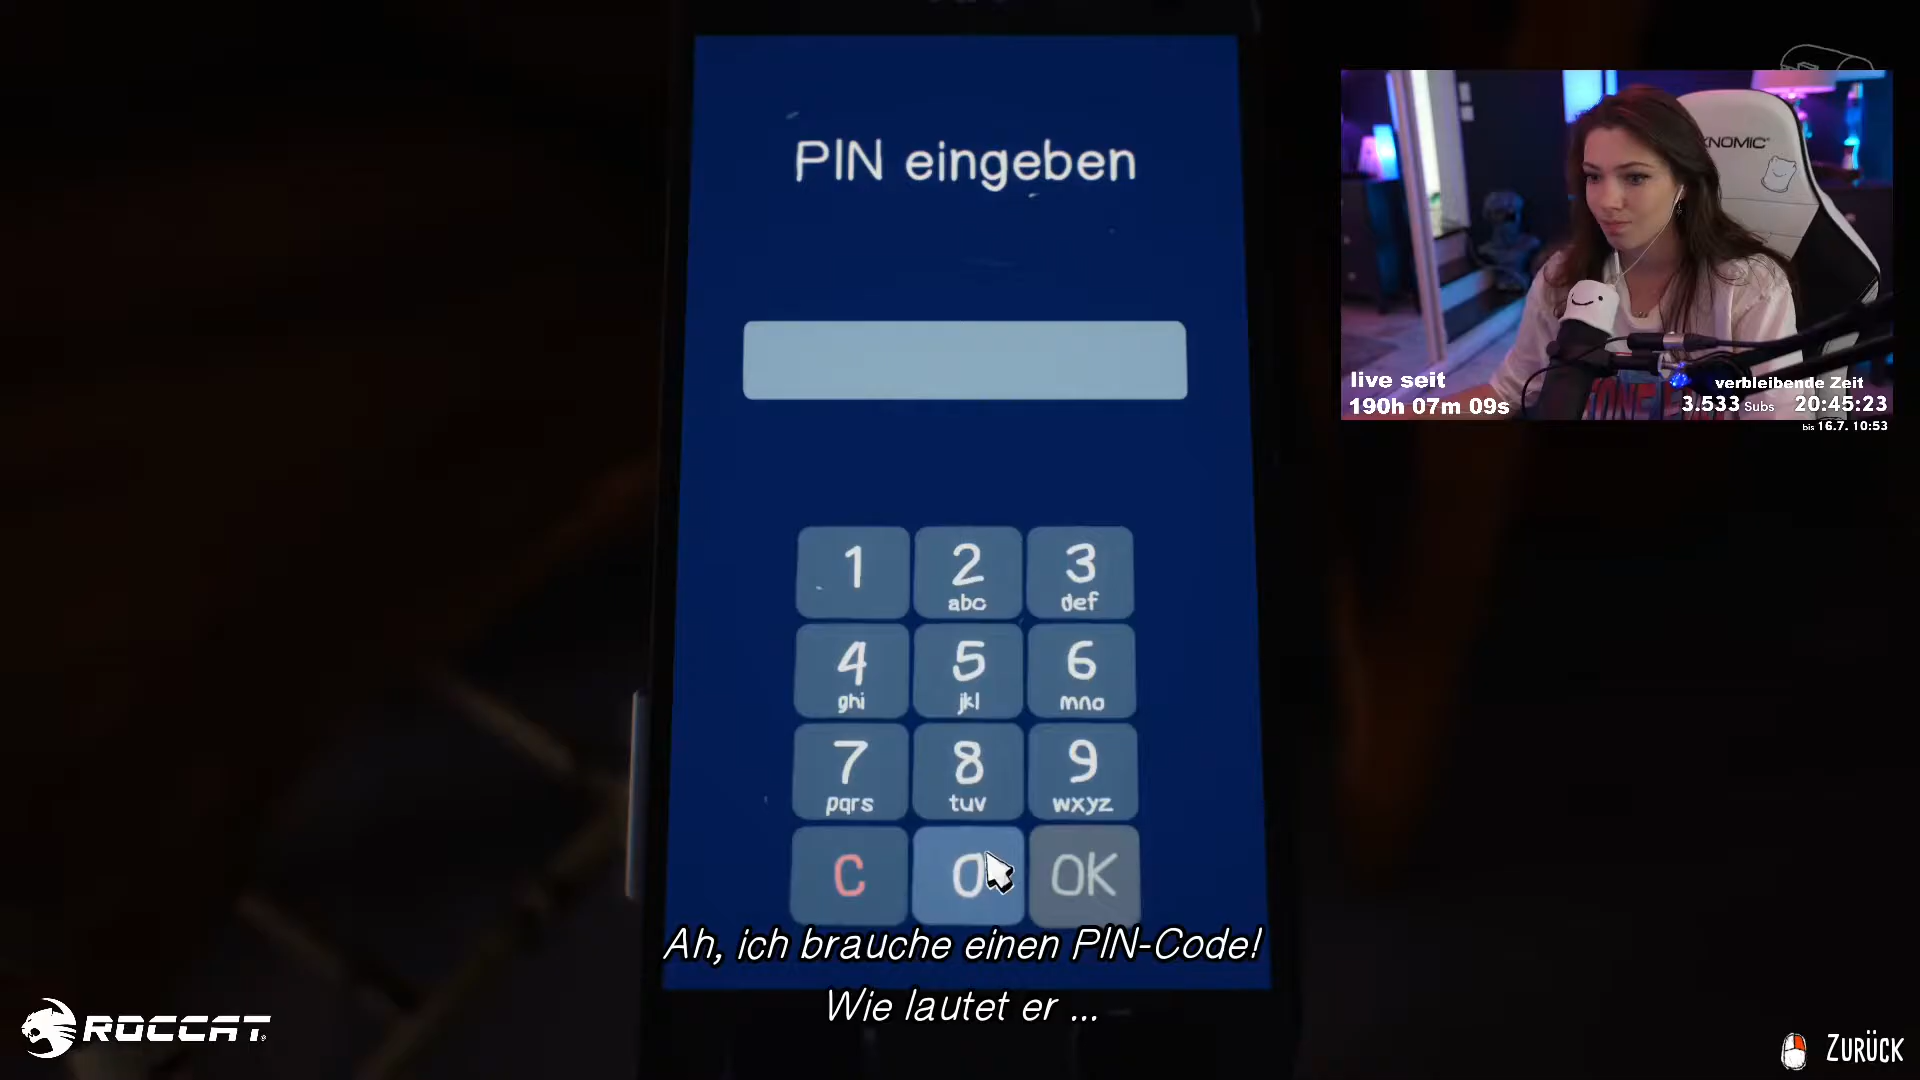 PIN eingeben
1
2
abc
3
def
4
ghi
5
jkl
6
mno
7
pqrs
8
tuv
9
wxyz
C
0
OK
Ah, ich brauche einen PIN-Code!
Wie lautet er ...
KNOMIC
live seit
190h 07m 09s
verbleibende Zeit
3.533 Subs 20:45:23
bis 16.7. 10:53
ROCCAT
ZURÜCK